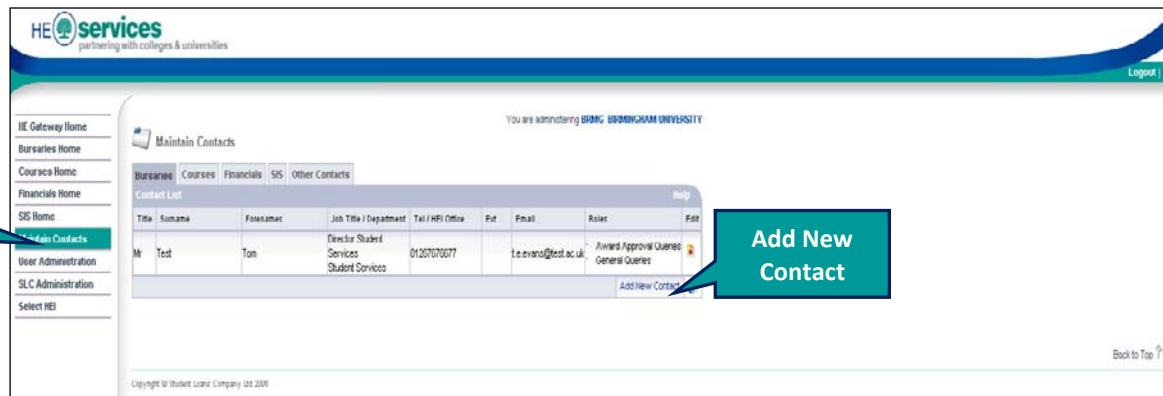 HE services
partnering with colleges & universities
Logout |
HE Gateway Home
Bursaries Home
Courses Home
Financials Home
SIS Home
Maintain Contacts
User Administration
SLC Administration
Select HEI
You are administering BRMG BIRMINGHAM UNIVERSITY
Maintain Contacts
Bursaries Courses Financials SIS Other Contacts
Contact List Help
Title Surname Forenames Job Title / Department Tel / HEI Office Ext Email Roles Edit
Mr Test Tom Director Student Services Student Services 01267676677 t.e.evans@test.ac.uk Award Approval Queries General Queries
Add New Contact
Add New
Contact
Back to Top
Copyright © Student Loans Company Ltd 2006